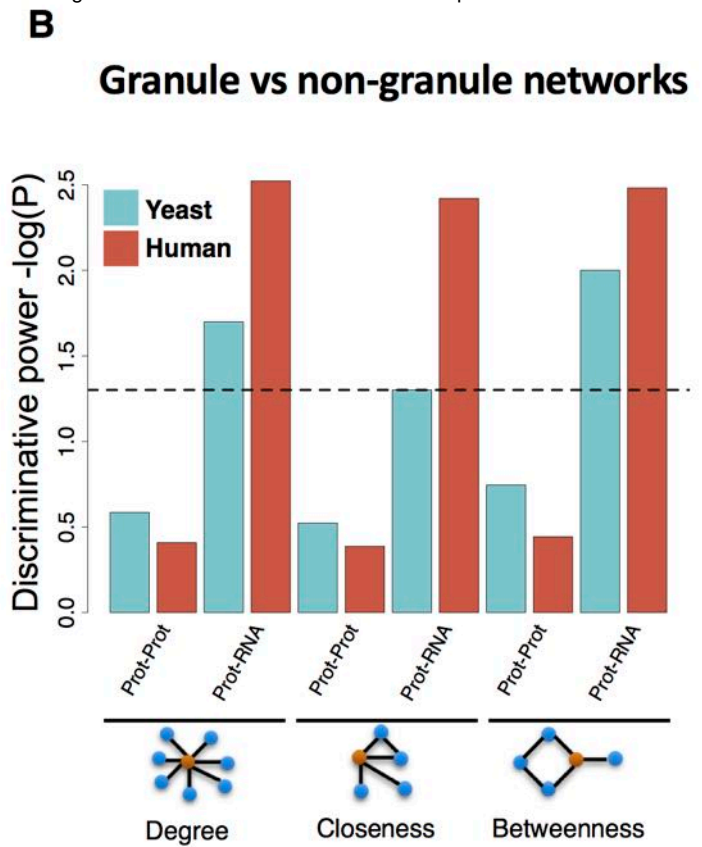 B
Granule vs non-granule networks
Discriminative power -log(P)
2.5
2.0
1.5
1.0
0.5
0.0
Yeast
Human
Prot-Prot
Prot-RNA
Prot-Prot
Prot-RNA
Prot-Prot
Prot-RNA
Degree
Closeness
Betweenness